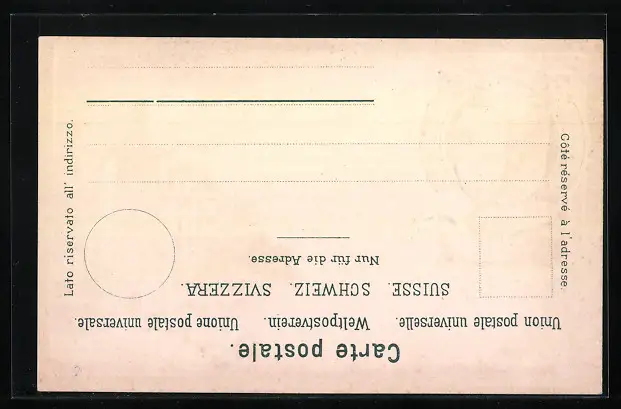 Carte postale.
Union postale universelle. Weltpostverein. Unione postale universale.
SUISSE. SCHWEIZ. SVIZZERA.
Nur für die Adresse.
Côté réservé à l'adresse.
Lato riservato all' indirizzo.